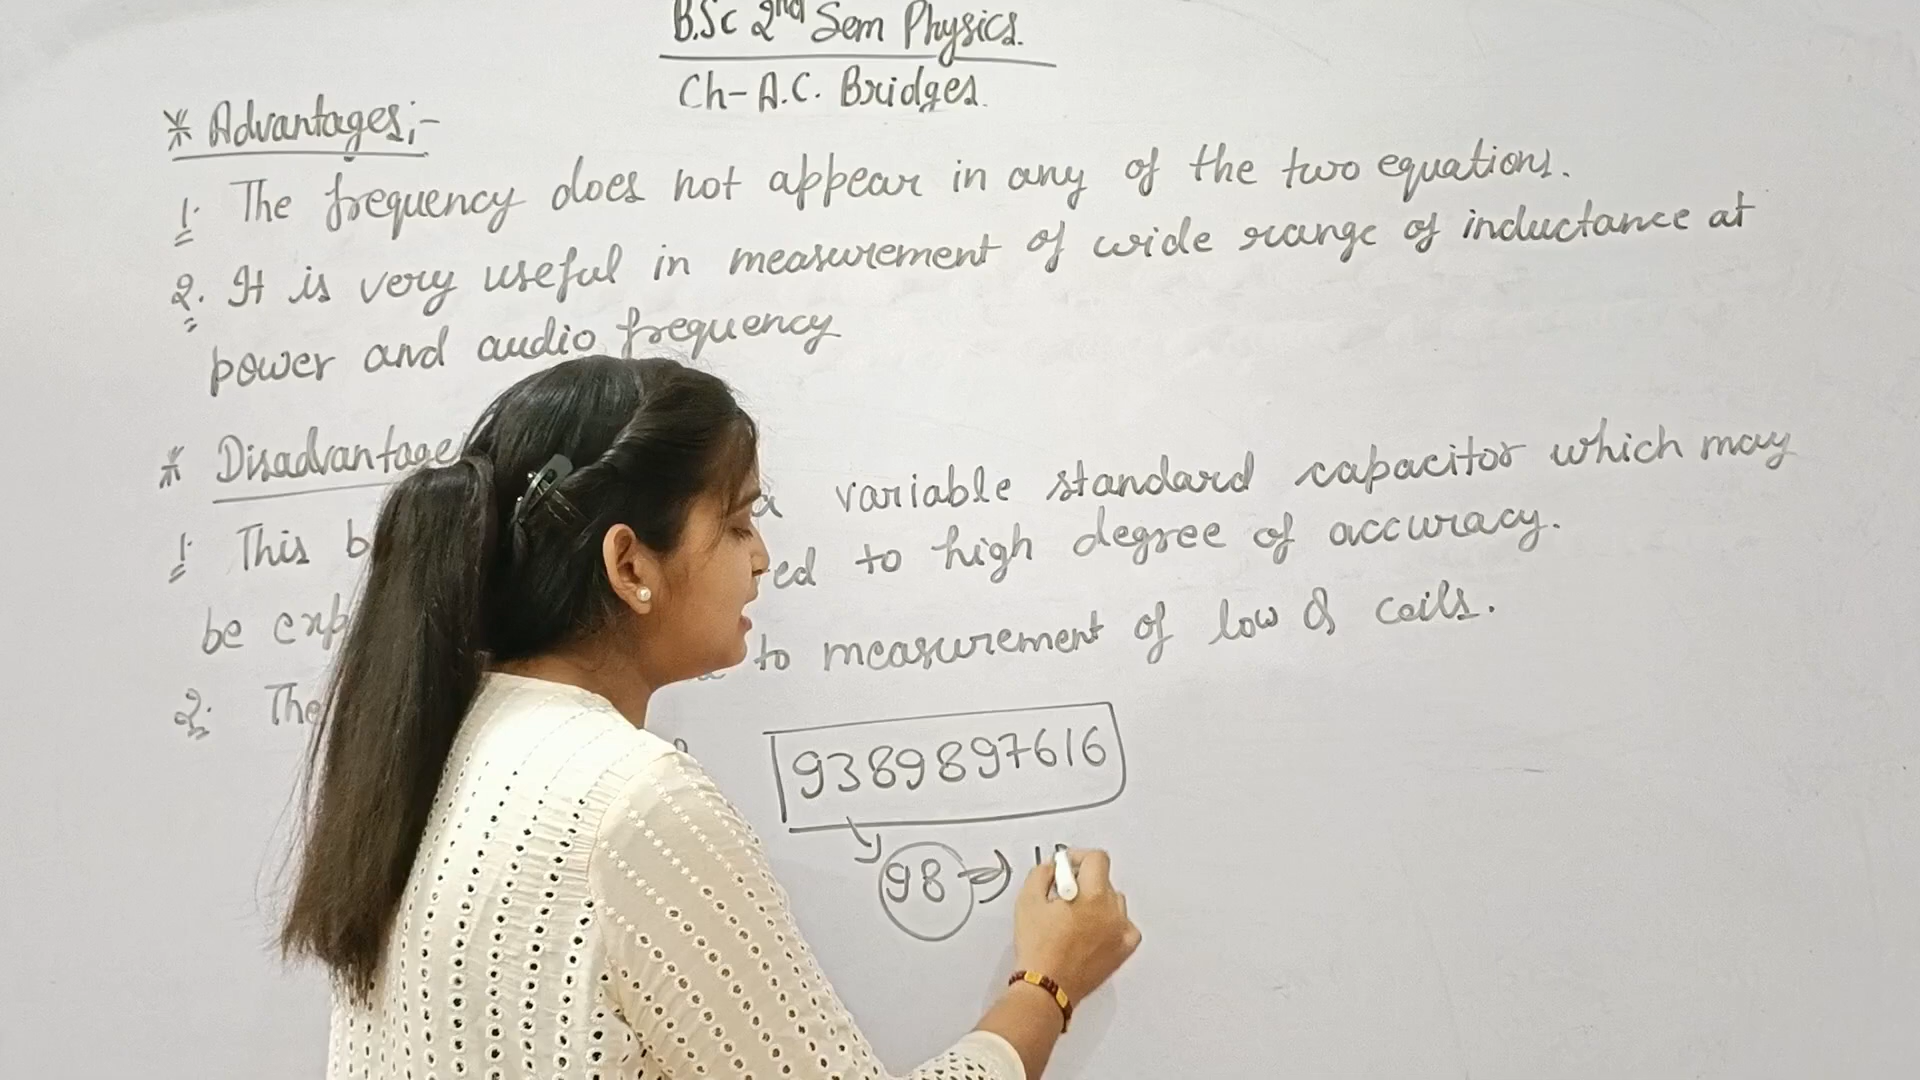 B.Sc 2nd Sem Physics.
Ch- A.C. Bridges.
* Advantages;-
1. The frequency does not appear in any of the two equations.
2. It is very useful in measurement of wide range of inductance at
power and audio frequency
* Disadvantage
1. This a variable standard capacitor which may
be ed to high degree of accuracy.
2. The to measurement of low Q coils.
9389897616
98 ⇒